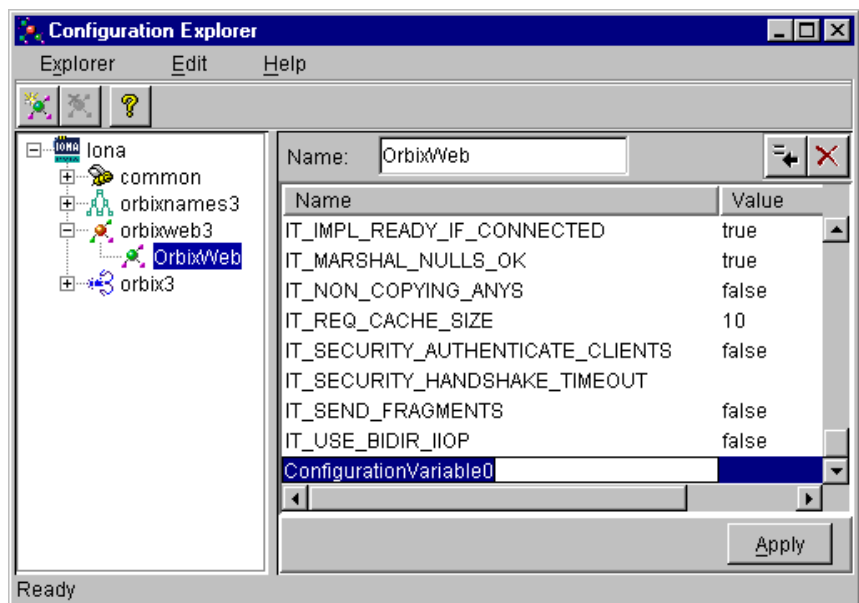 Configuration Explorer
Explorer Edit Help
Iona
common
orbixnames3
orbixweb3
OrbixWeb
orbix3
Name: OrbixWeb
Name Value
IT_IMPL_READY_IF_CONNECTED true
IT_MARSHAL_NULLS_OK true
IT_NON_COPYING_ANYS false
IT_REQ_CACHE_SIZE 10
IT_SECURITY_AUTHENTICATE_CLIENTS false
IT_SECURITY_HANDSHAKE_TIMEOUT
IT_SEND_FRAGMENTS false
IT_USE_BIDIR_IIOP false
ConfigurationVariable0
Apply
Ready